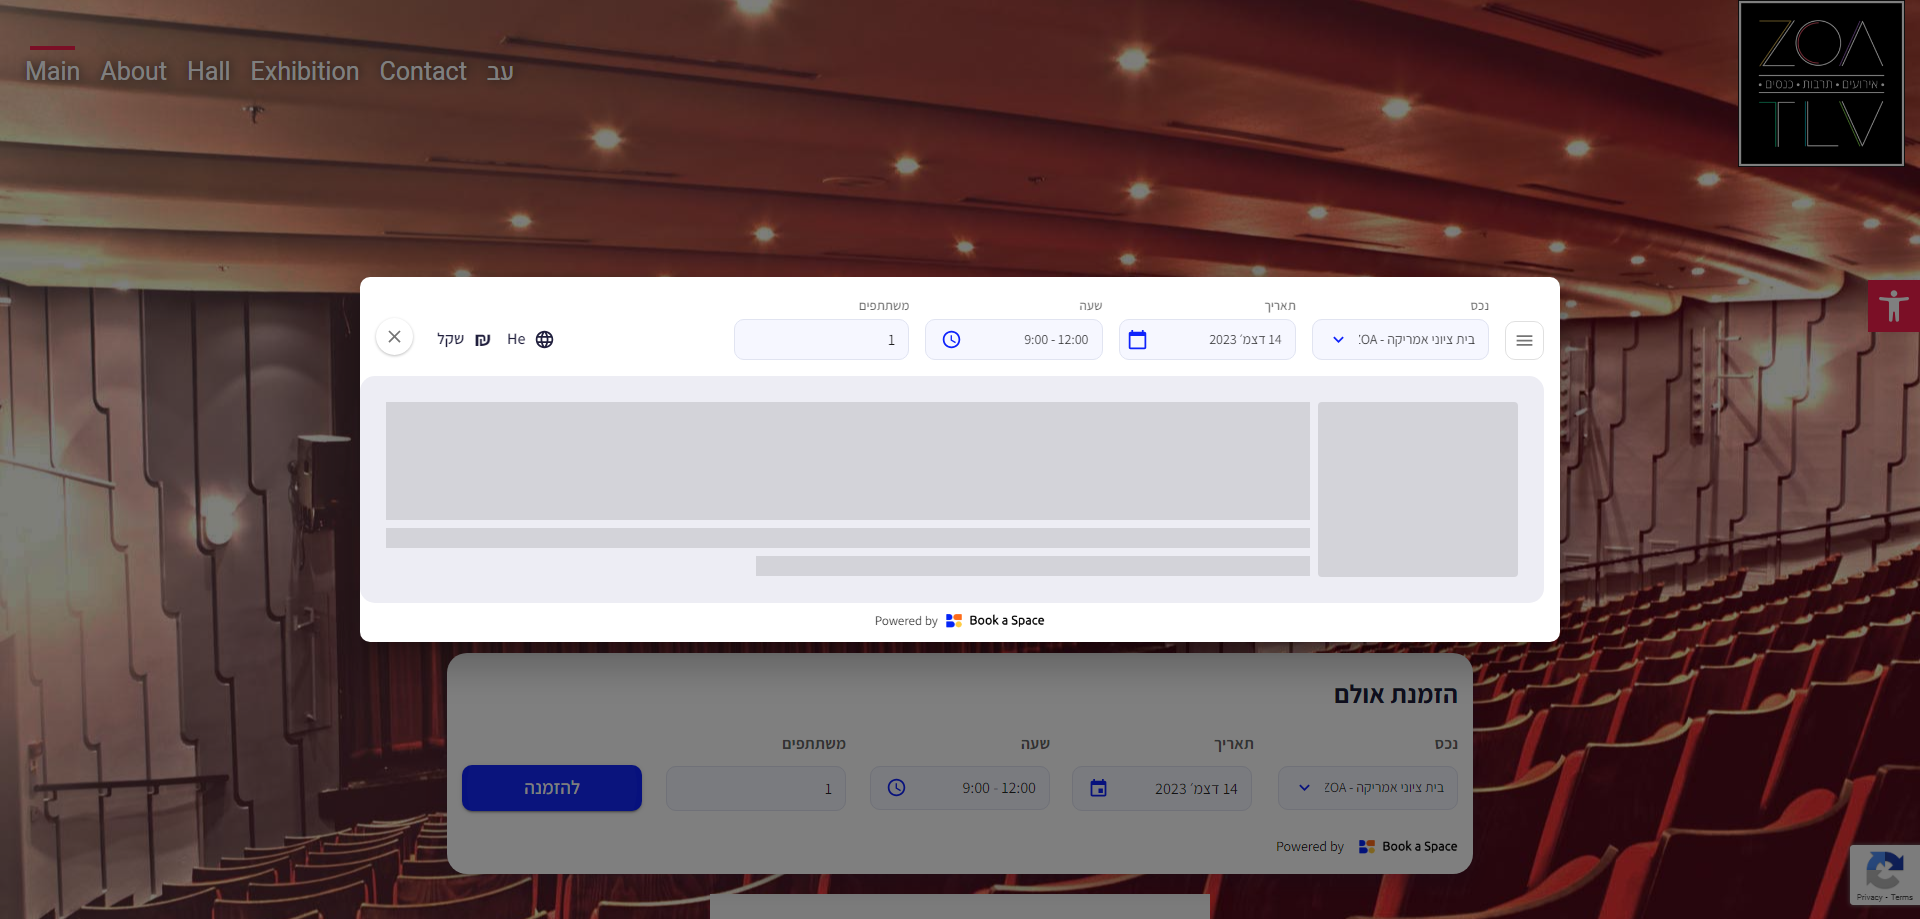 Main About Hall Exhibition Contact עב
ZOA
• אירועים • תרבות • כנסים •
TLV
נכס
תאריך
שעה
משתתפים
בית ציוני אמריקה - ZOA
14 דצמ׳ 2023
9:00 - 12:00
1
He
₪ שקל
Powered by Book a Space
הזמנת אולם
נכס
תאריך
שעה
משתתפים
בית ציוני אמריקה - ZOA
14 דצמ׳ 2023
9:00 - 12:00
1
להזמנה
Powered by Book a Space
Privacy - Terms